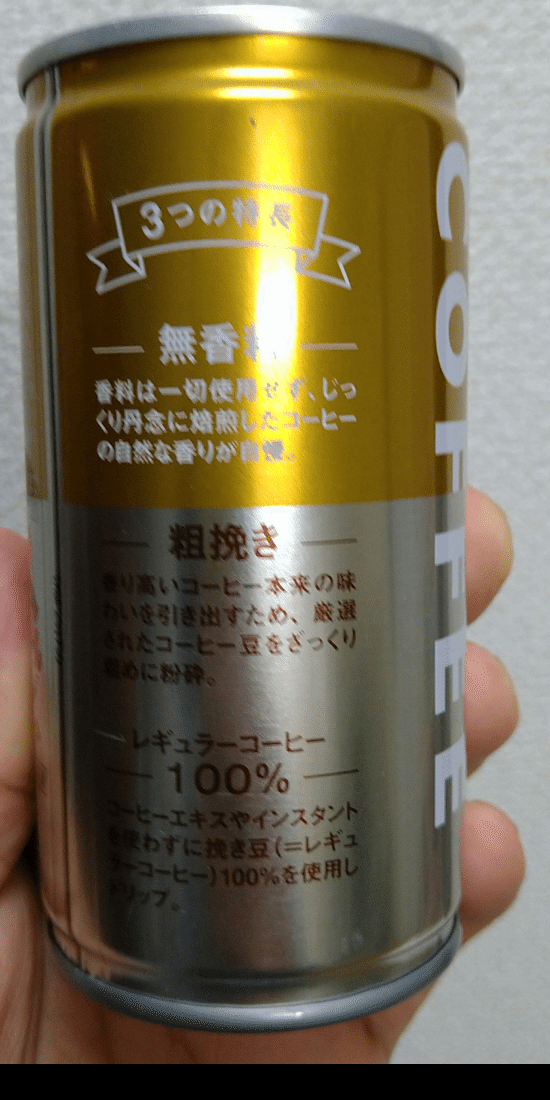 3つの特長
無香料
香料は一切使用せず、じっ
くり丹念に焙煎したコーヒー
の自然な香りが自慢。
粗挽き
香り高いコーヒー本来の味
わいを引き出すため、厳選
されたコーヒー豆をざっくり
粗めに粉砕。
レギュラーコーヒー
100%
コーヒーエキスやインスタント
を使わずに挽き豆(=レギュ
ラーコーヒー)100%を使用し
ドリップ。
COFFEE